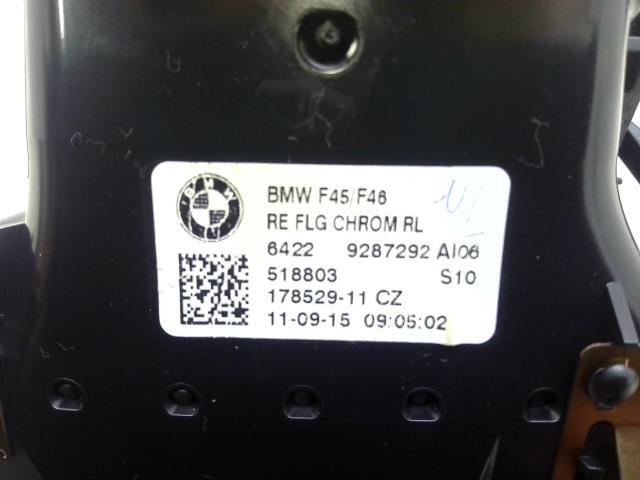 BMW
BMW F45/F46
RE FLG CHROM RL
6422 9287292 AI06
518803 S10
178529-11 CZ
11-09-15 09:05:02